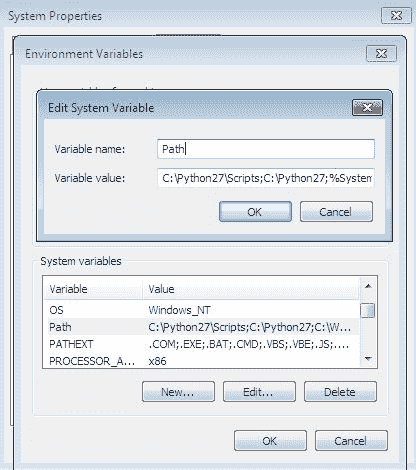 System Properties
Environment Variables
Edit System Variable
Variable name: Path
Variable value: C:\Python27\Scripts;C:\Python27;%System
OK Cancel
System variables
Variable Value
OS Windows_NT
Path C:\Python27\Scripts;C:\Python27;C:\W...
PATHEXT .COM;.EXE;.BAT;.CMD;.VBS;.VBE;.JS;....
PROCESSOR_A... x86
New... Edit... Delete
OK Cancel